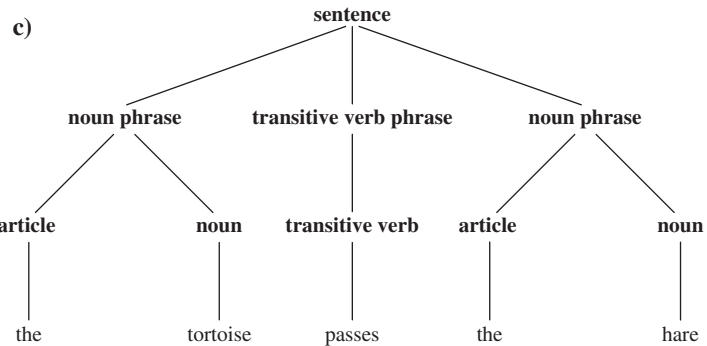 c)
sentence
noun phrase transitive verb phrase noun phrase
article noun transitive verb article noun
the tortoise passes the hare